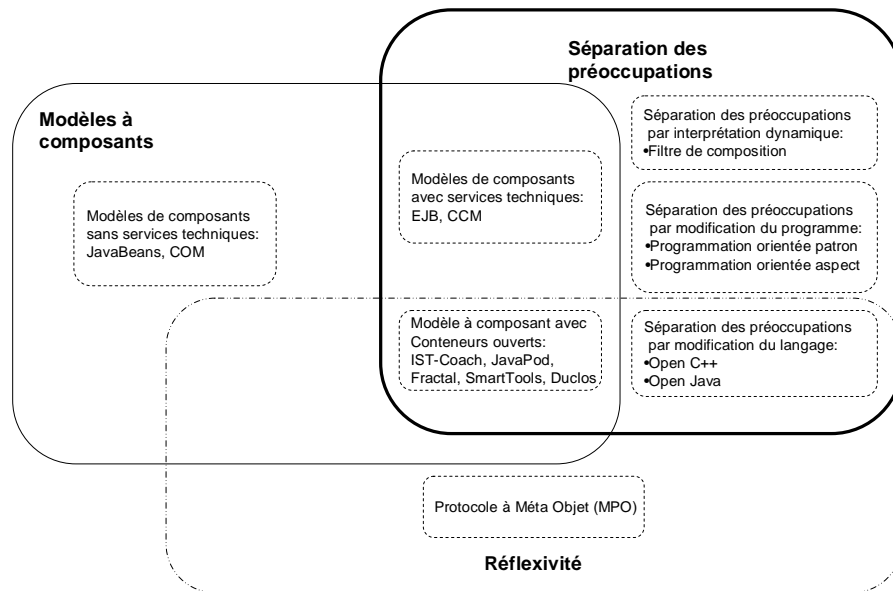 Séparation des
préoccupations
Modèles à
composants
Séparation des préoccupations
par interprétation dynamique:
•Filtre de composition
Modèles de composants
avec services techniques:
EJB, CCM
Modèles de composants
sans services techniques:
JavaBeans, COM
Séparation des préoccupations
par modification du programme:
•Programmation orientée patron
•Programmation orientée aspect
Modèle à composant avec
Conteneurs ouverts:
IST-Coach, JavaPod,
Fractal, SmartTools, Duclos
Séparation des préoccupations
par modification du langage:
•Open C++
•Open Java
Protocole à Méta Objet (MPO)
Réflexivité